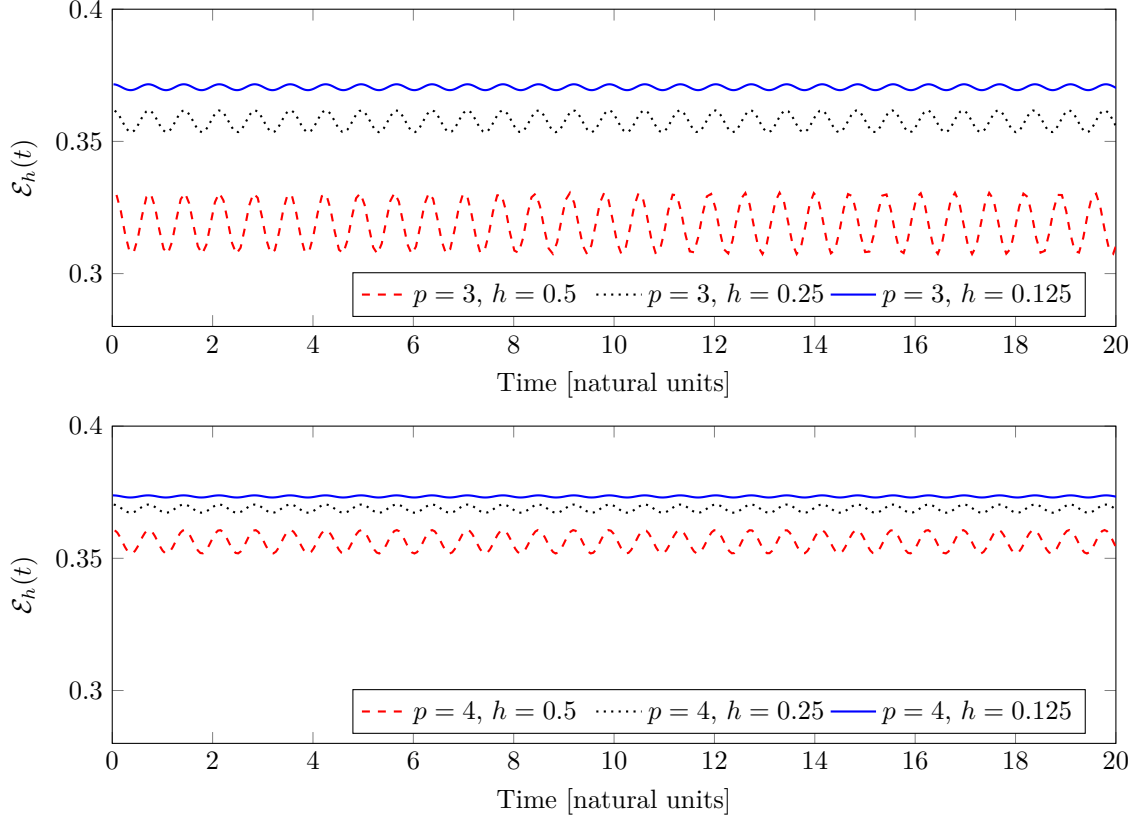 0.4
0.35
0.3
ℰₕ(t)
p = 3, h = 0.5 p = 3, h = 0.25 p = 3, h = 0.125
0 2 4 6 8 10 12 14 16 18 20
Time [natural units]
0.4
0.35
0.3
ℰₕ(t)
p = 4, h = 0.5 p = 4, h = 0.25 p = 4, h = 0.125
0 2 4 6 8 10 12 14 16 18 20
Time [natural units]